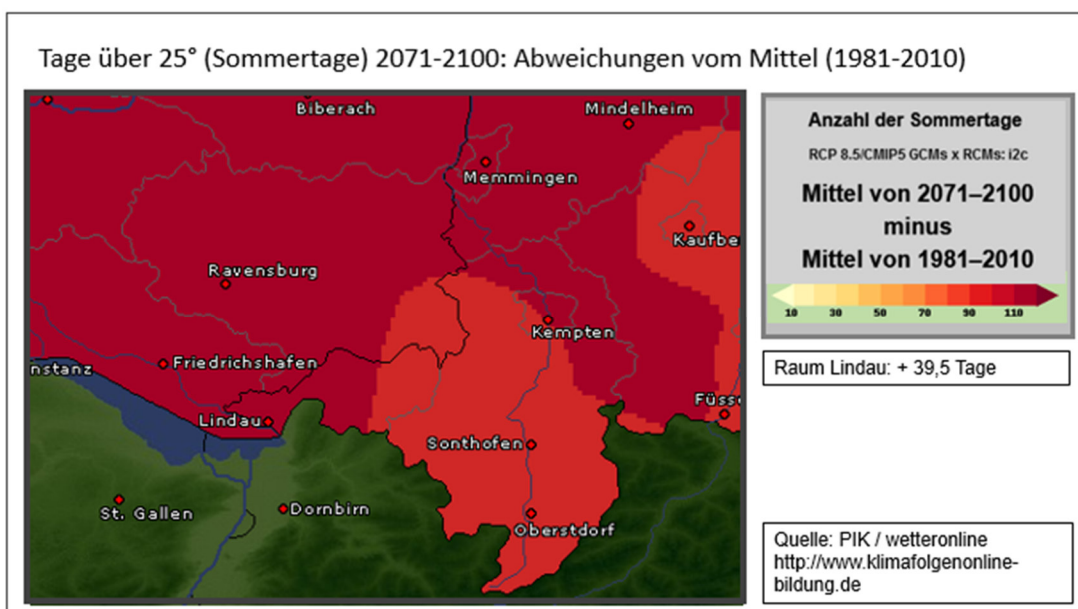 Tage über 25° (Sommertage) 2071-2100: Abweichungen vom Mittel (1981-2010)
Biberach
Mindelheim
Memmingen
Kaufbe
Ravensburg
Kempten
Friedrichshafen
nstanz
Füss
Lindau
Sonthofen
St. Gallen
Dornbirn
Oberstdorf
Anzahl der Sommertage
RCP 8.5/CMIP5 GCMs x RCMs: i2c
Mittel von 2071–2100
minus
Mittel von 1981–2010
10 30 50 70 90 110
Raum Lindau: + 39,5 Tage
Quelle: PIK / wetteronline
http://www.klimafolgenonline-
bildung.de